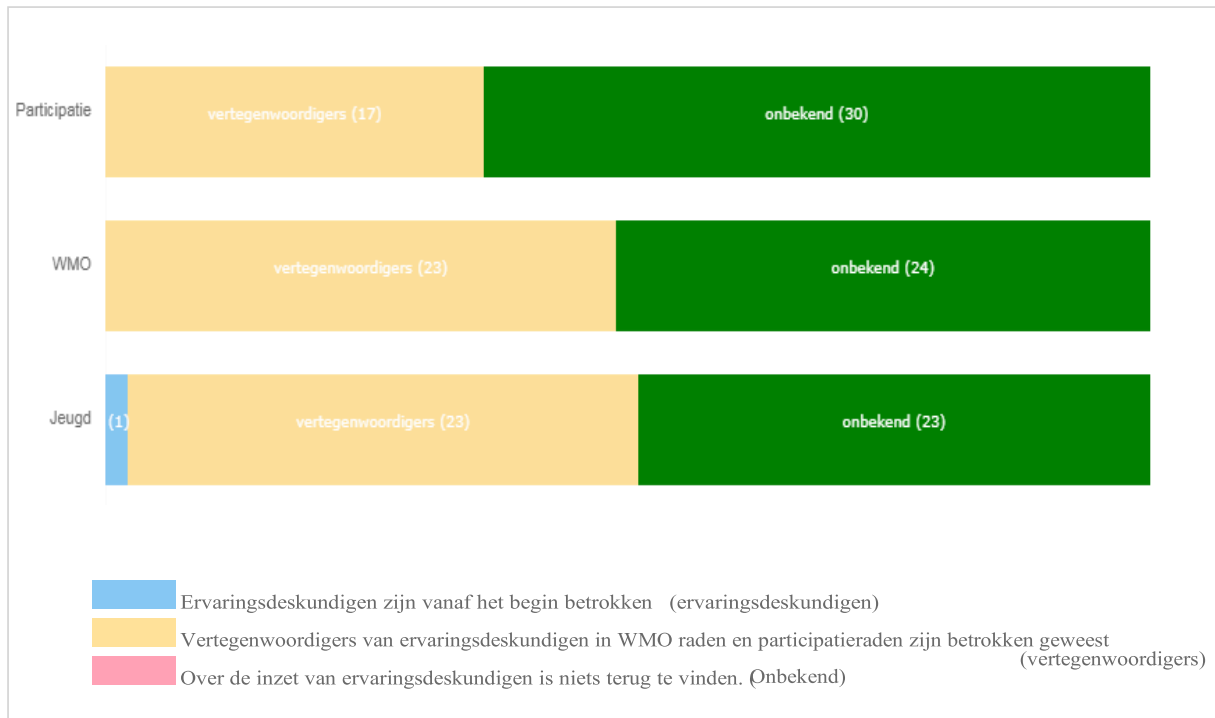 Participatie
vertegenwoordigers (17)
onbekend (30)
WMO
vertegenwoordigers (23)
onbekend (24)
Jeugd
(1)
vertegenwoordigers (23)
onbekend (23)
Ervaringsdeskundigen zijn vanaf het begin betrokken (ervaringsdeskundigen)
Vertegenwoordigers van ervaringsdeskundigen in WMO raden en participatieraden zijn betrokken geweest
(vertegenwoordigers)
Over de inzet van ervaringsdeskundigen is niets terug te vinden. (Onbekend)